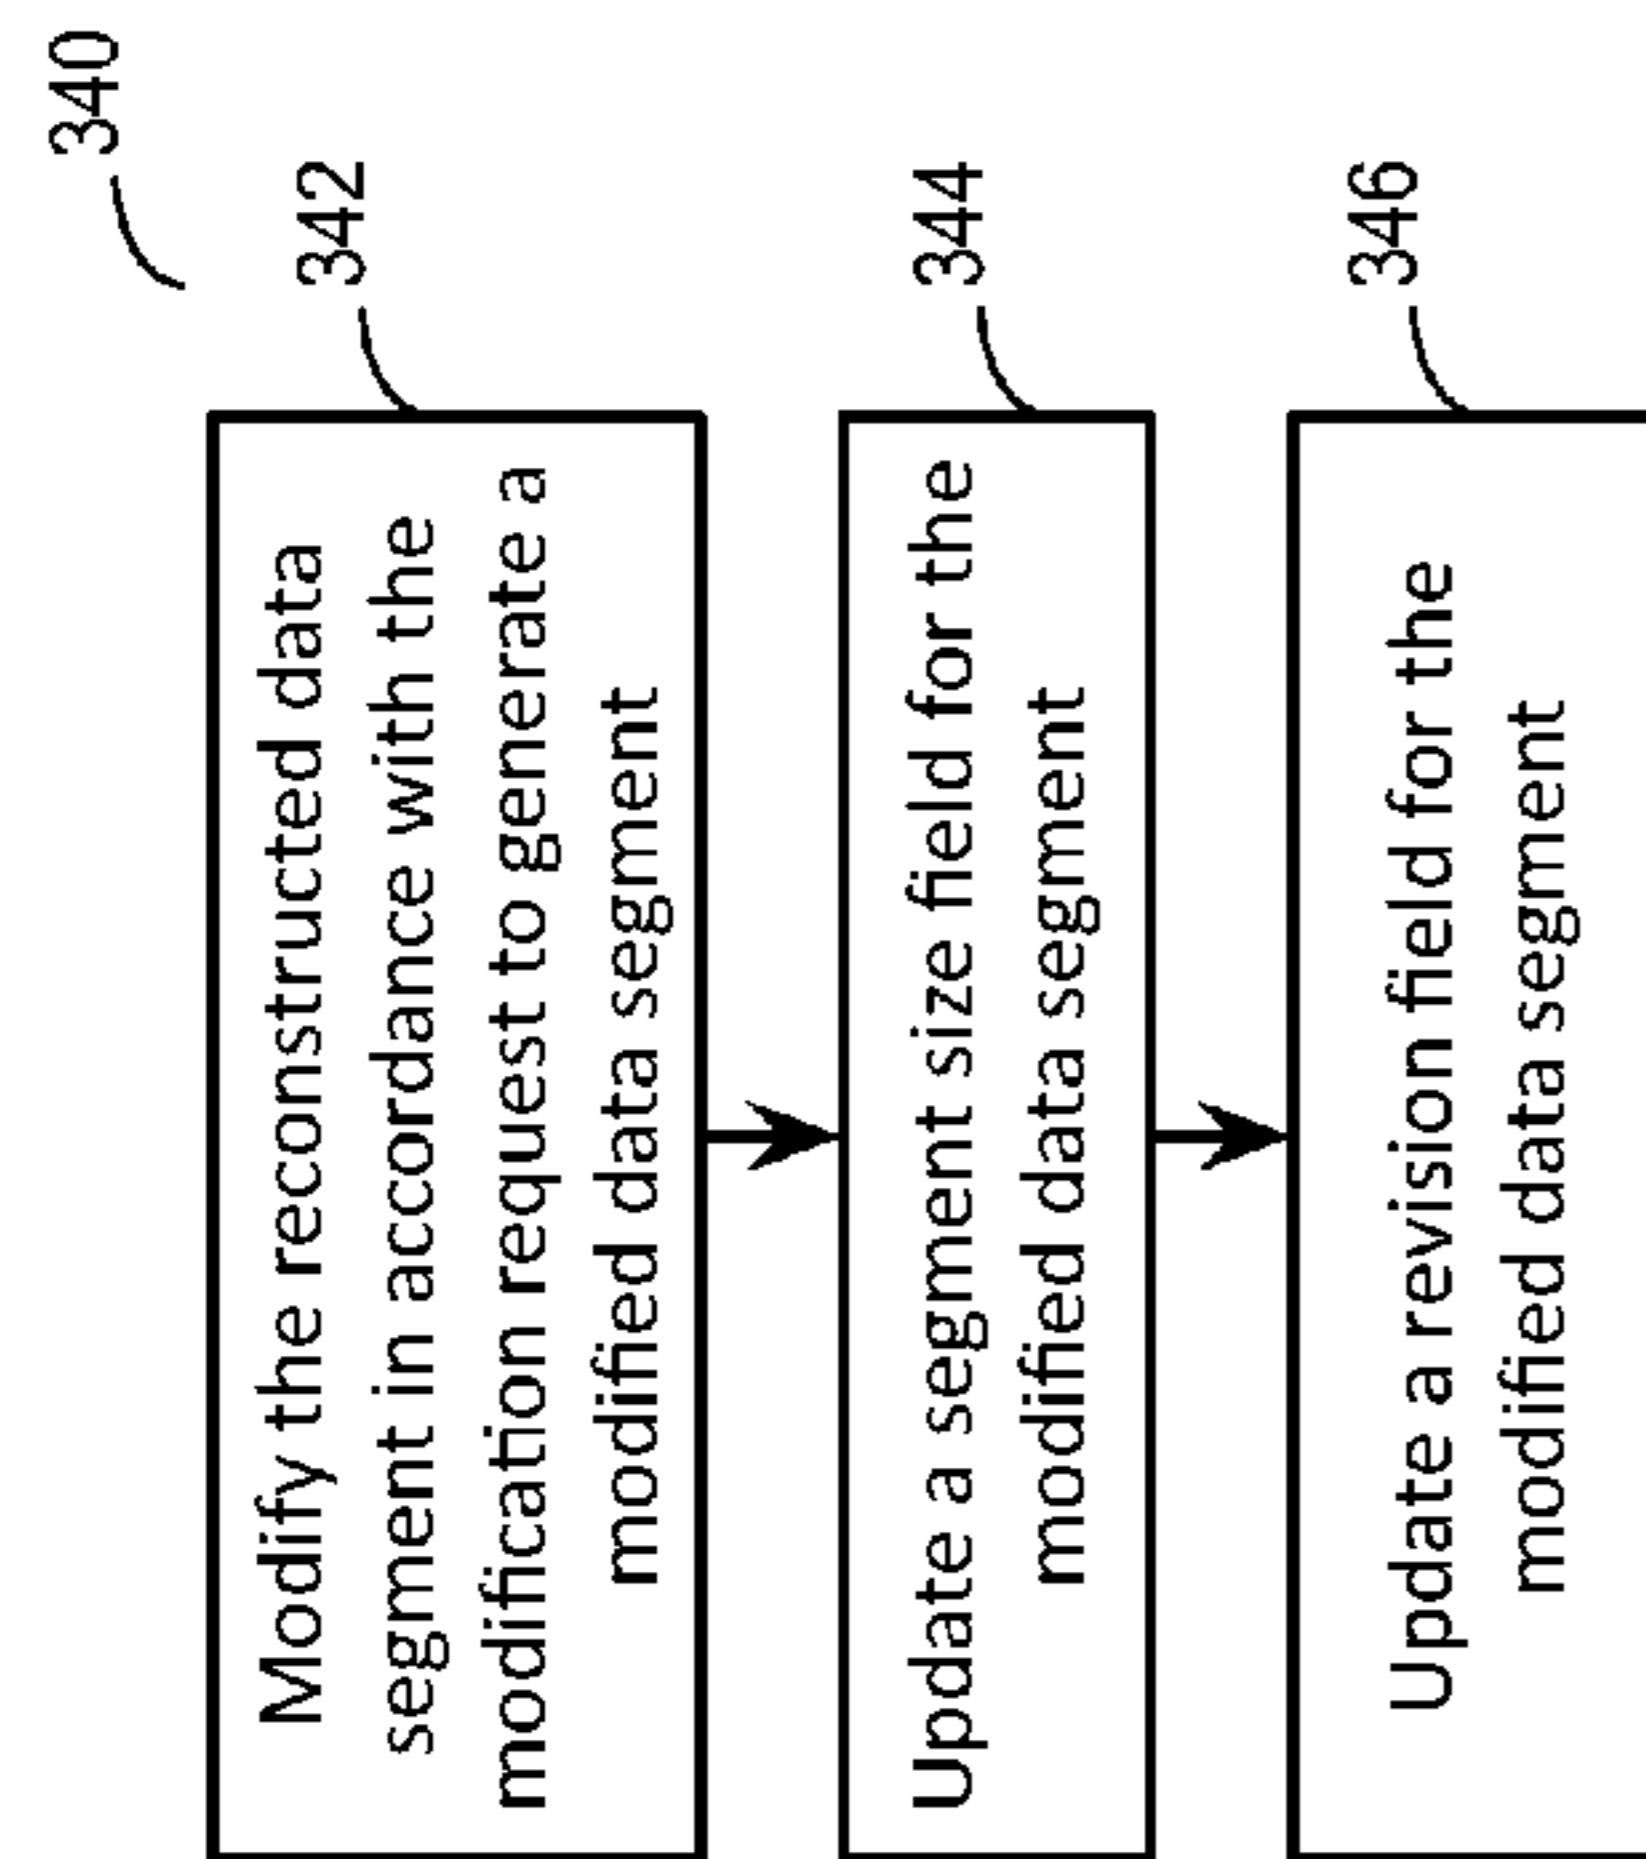 340
342
Modify the reconstructed data
segment in accordance with the
modification request to generate a
modified data segment
344
Update a segment size field for the
modified data segment
346
Update a revision field for the
modified data segment